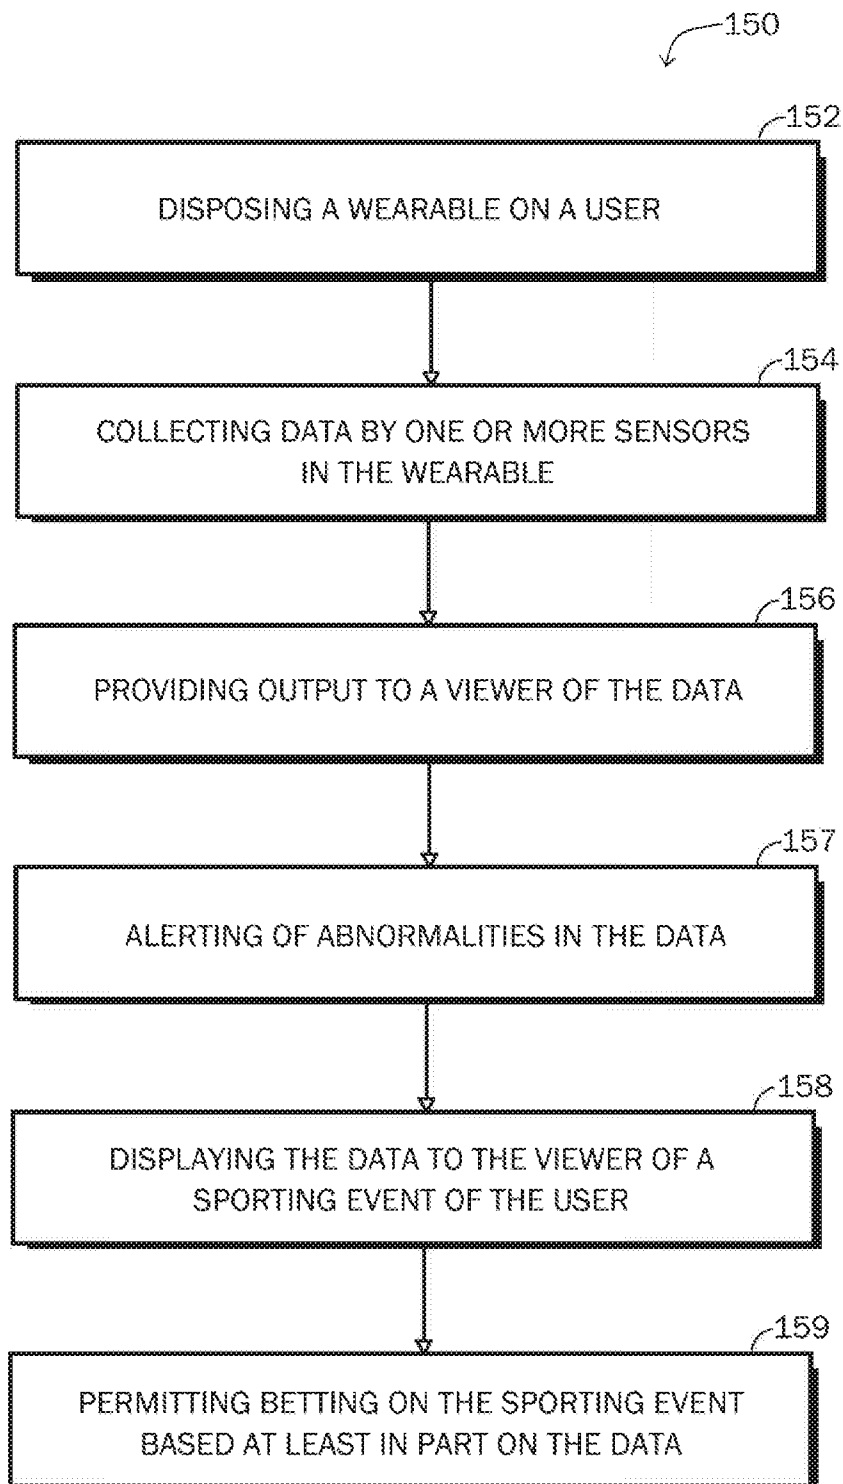 150
152
DISPOSING A WEARABLE ON A USER
154
COLLECTING DATA BY ONE OR MORE SENSORS
IN THE WEARABLE
156
PROVIDING OUTPUT TO A VIEWER OF THE DATA
157
ALERTING OF ABNORMALITIES IN THE DATA
158
DISPLAYING THE DATA TO THE VIEWER OF A
SPORTING EVENT OF THE USER
159
PERMITTING BETTING ON THE SPORTING EVENT
BASED AT LEAST IN PART ON THE DATA